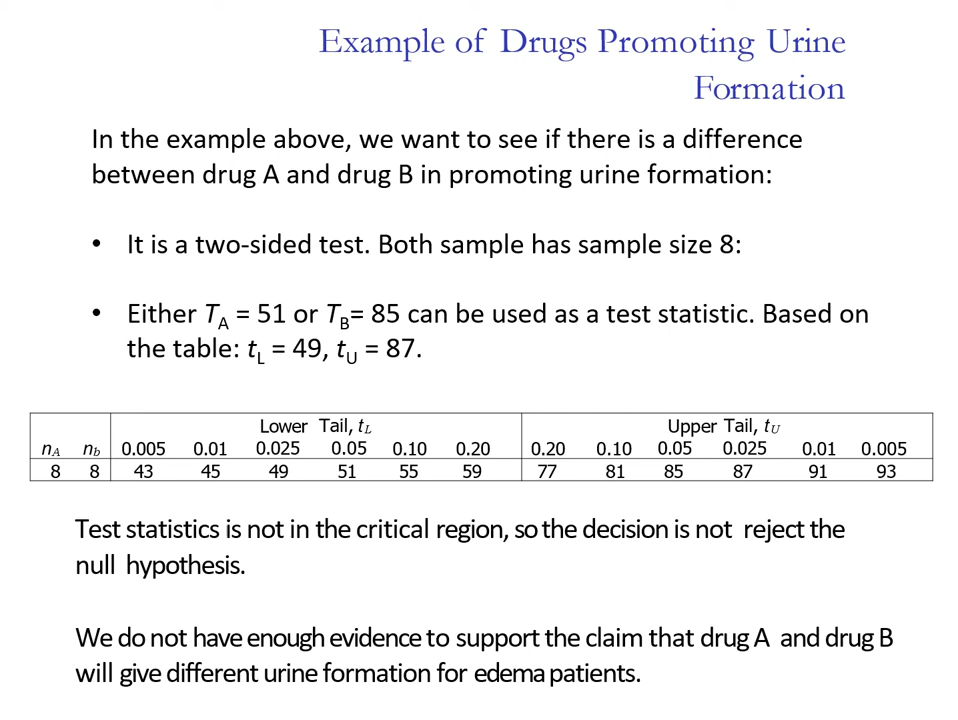 Example of Drugs Promoting Urine
Formation
In the example above, we want to see if there is a difference
between drug A and drug B in promoting urine formation:
• It is a two-sided test. Both sample has sample size 8:
• Either TA = 51 or TB= 85 can be used as a test statistic. Based on
the table: tL = 49, tU = 87.
Lower Tail, tL Upper Tail, tU
nA nb 0.005 0.01 0.025 0.05 0.10 0.20 0.20 0.10 0.05 0.025 0.01 0.005
8 8 43 45 49 51 55 59 77 81 85 87 91 93
Test statistics is not in the critical region, so the decision is not reject the
null hypothesis.
We do not have enough evidence to support the claim that drug A and drug B
will give different urine formation for edema patients.